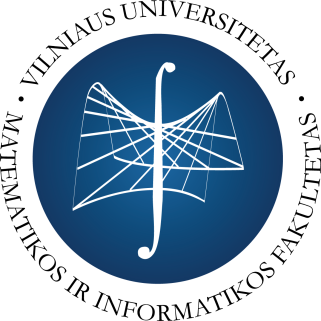 VILNIAUS UNIVERSITETAS
MATEMATIKOS IR INFORMATIKOS FAKULTETAS